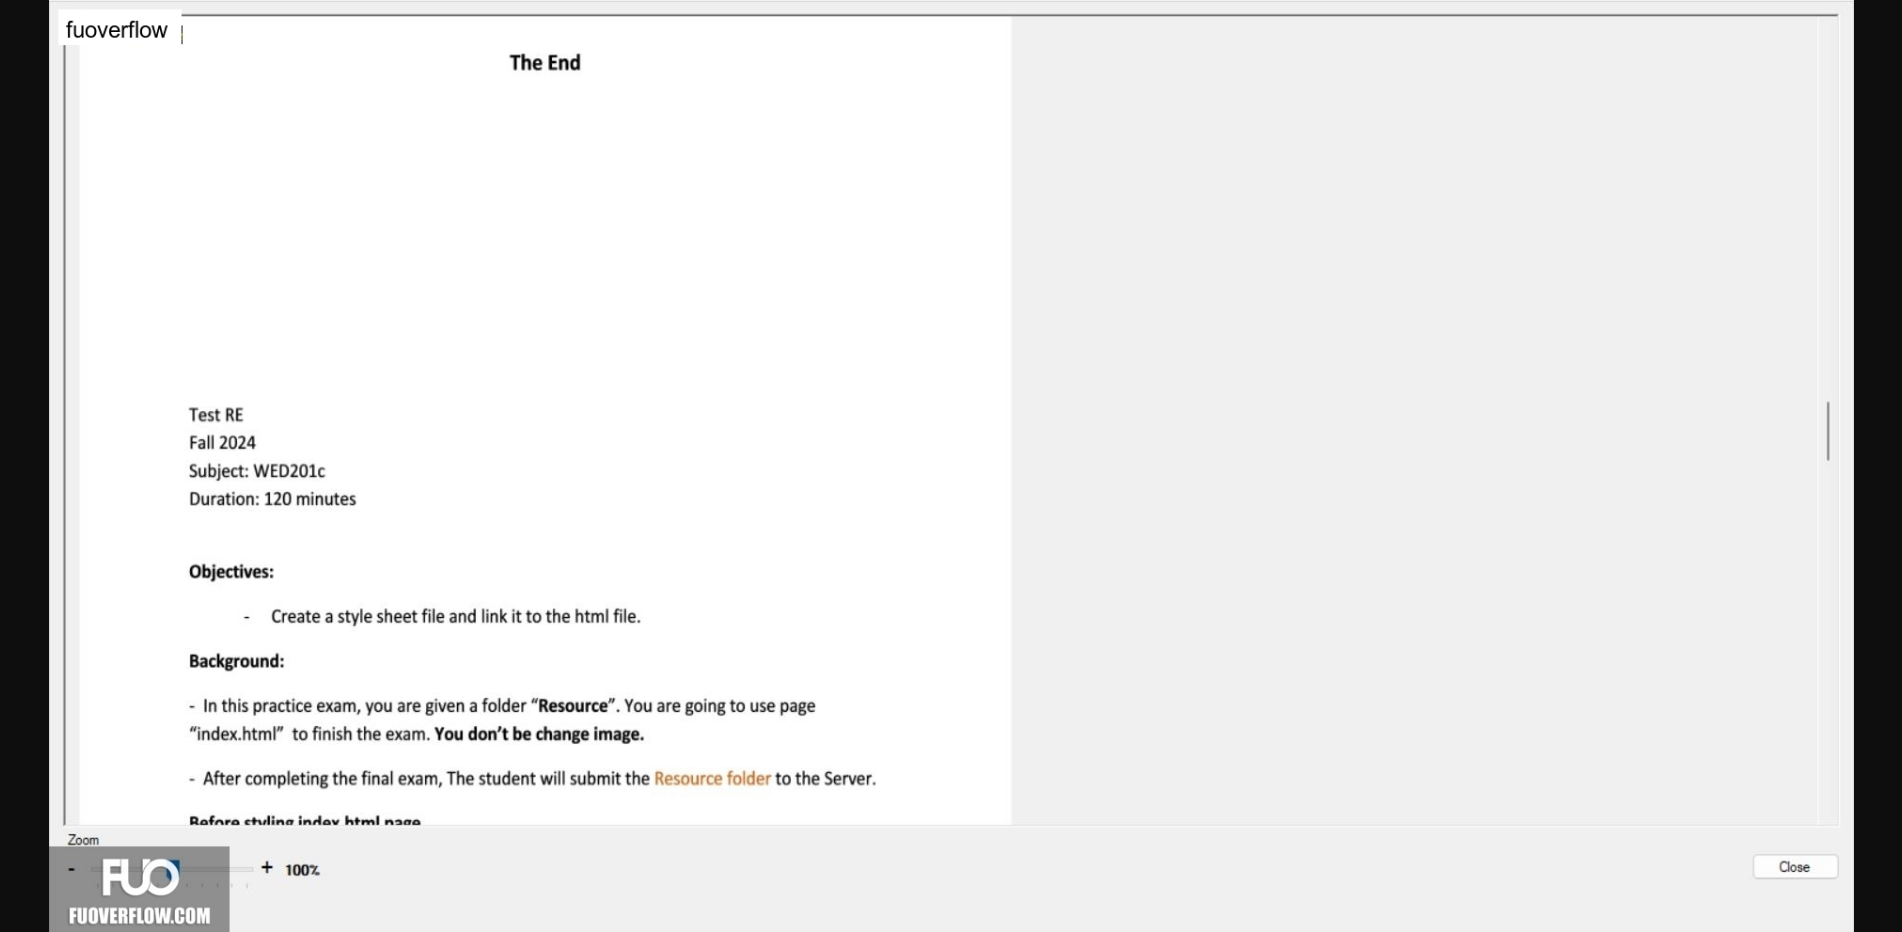 fuoverflow
The End
Test RE
Fall 2024
Subject: WED201c
Duration: 120 minutes
Objectives:
- Create a style sheet file and link it to the html file.
Background:
- In this practice exam, you are given a folder “Resource”. You are going to use page
“index.html” to finish the exam. You don’t be change image.
- After completing the final exam, The student will submit the Resource folder to the Server.
Before styling index html page
Zoom
- + 100%
Close
FUO
FUOVERFLOW.COM